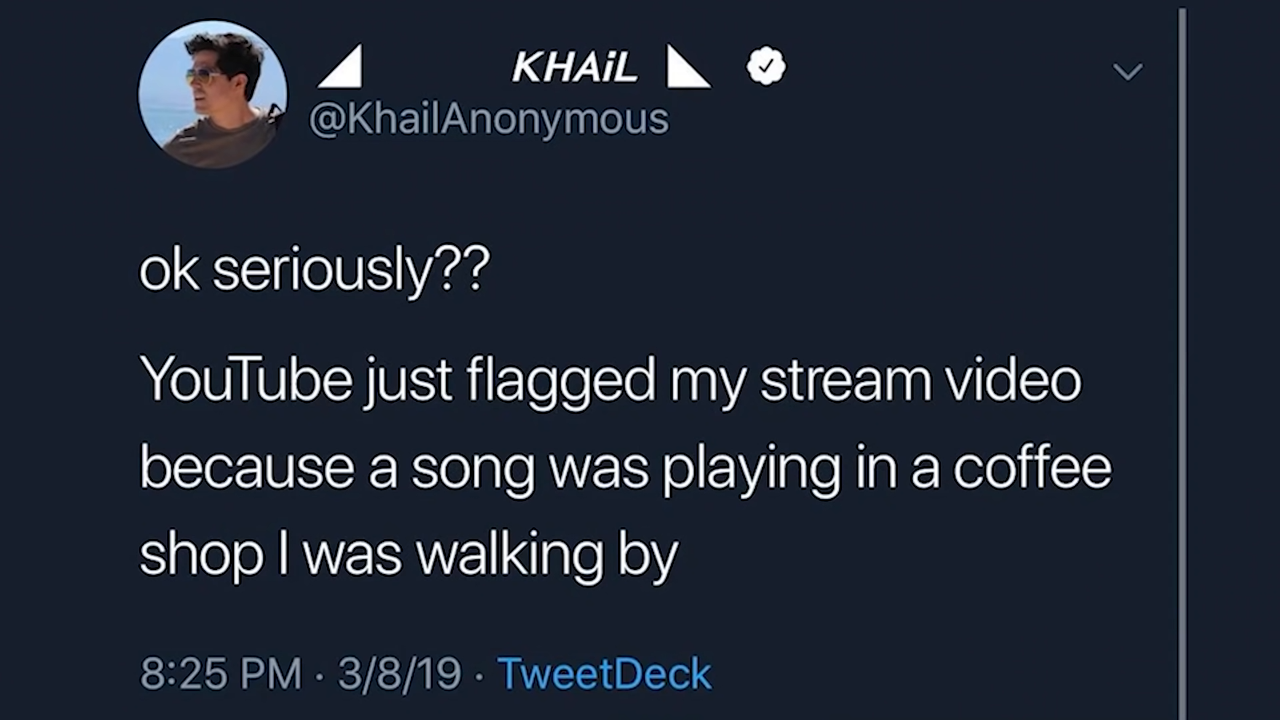 ◢ KHAiL ◣
@KhailAnonymous
ok seriously??
YouTube just flagged my stream video
because a song was playing in a coffee
shop I was walking by
8:25 PM · 3/8/19 · TweetDeck